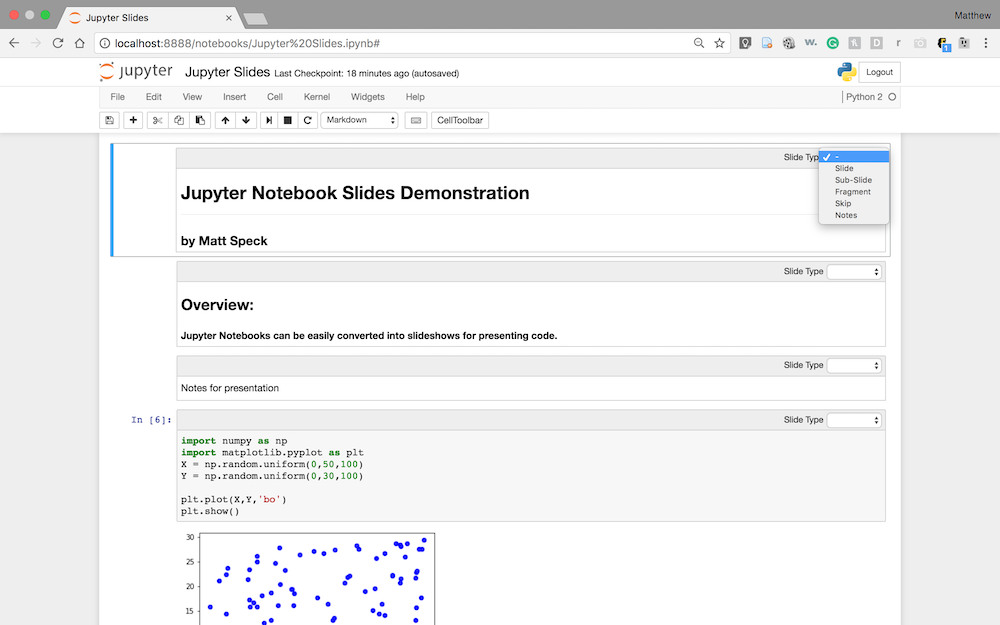 Jupyter Slides
Matthew
localhost:8888/notebooks/Jupyter%20Slides.ipynb#
w.
D
r
1
jupyter Jupyter Slides Last Checkpoint: 18 minutes ago (autosaved)
Logout
File Edit View Insert Cell Kernel Widgets Help
Python 2
Markdown
CellToolbar
Slide Typ
-
Slide
Sub-Slide
Fragment
Skip
Notes
Jupyter Notebook Slides Demonstration
by Matt Speck
Slide Type
Overview:
Jupyter Notebooks can be easily converted into slideshows for presenting code.
Slide Type
Notes for presentation
In [6]:
Slide Type
import numpy as np
import matplotlib.pyplot as plt
X = np.random.uniform(0,50,100)
Y = np.random.uniform(0,30,100)
plt.plot(X,Y,'bo')
plt.show()
30
25
20
15